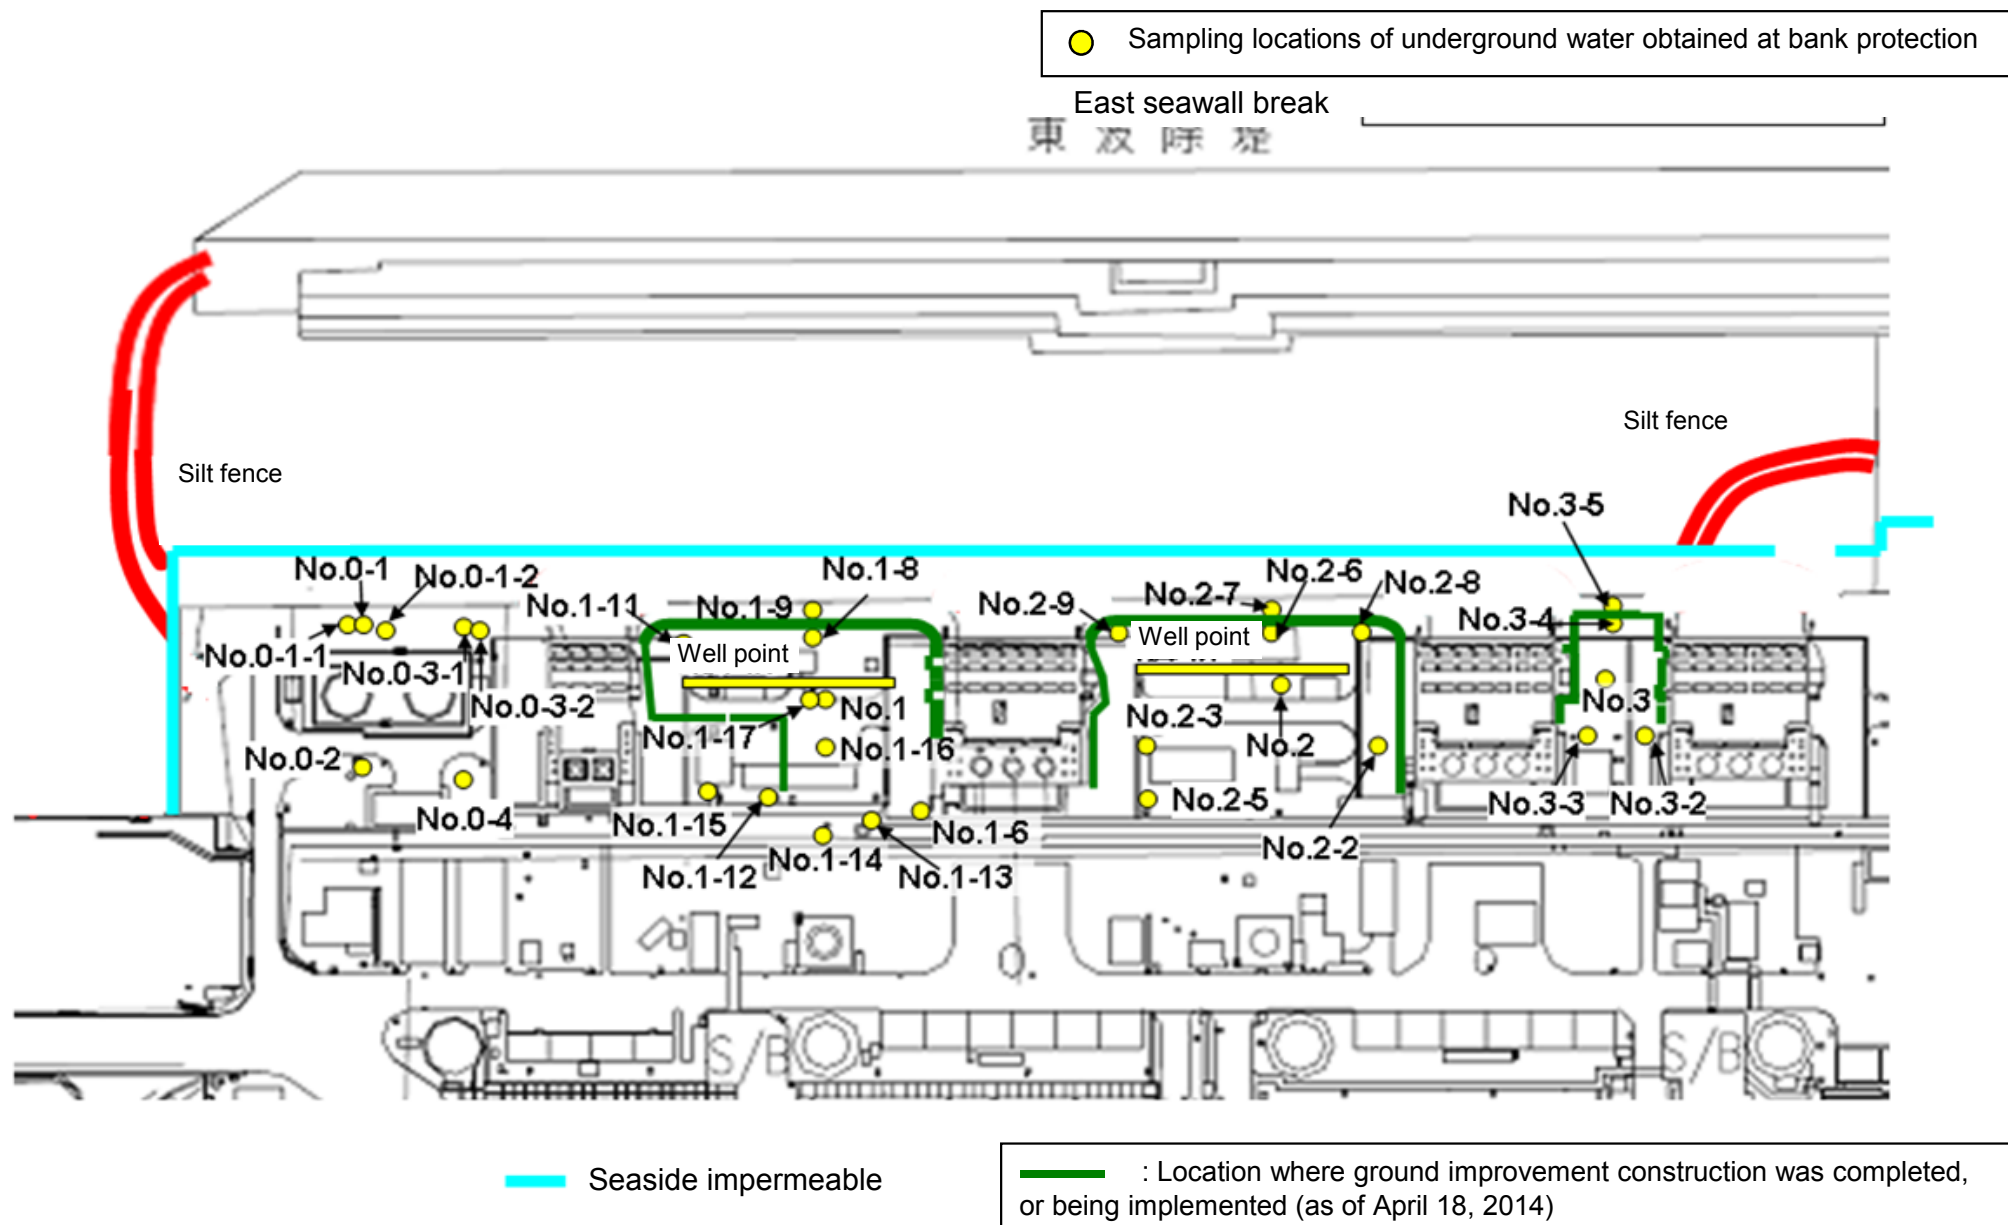 Sampling locations of underground water obtained at bank protection
East seawall break
東 波 除 堤
Silt fence
Silt fence
No.3-5
No.0-1
No.0-1-2
No.1-8
No.2-6
No.2-8
No.1-11
No.1-9
No.2-9
No.2-7
No.3-4
Well point
Well point
No.0-1-1
No.0-3-1
No.0-3-2
No.1
No.3
No.2-3
No.1-17
No.1-16
No.2
No.0-2
No.0-4
No.1-15
No.1-6
No.2-5
No.3-3
No.3-2
No.1-14
No.2-2
No.1-12
No.1-13
S/B
S/B
Seaside impermeable
: Location where ground improvement construction was completed,
or being implemented (as of April 18, 2014)